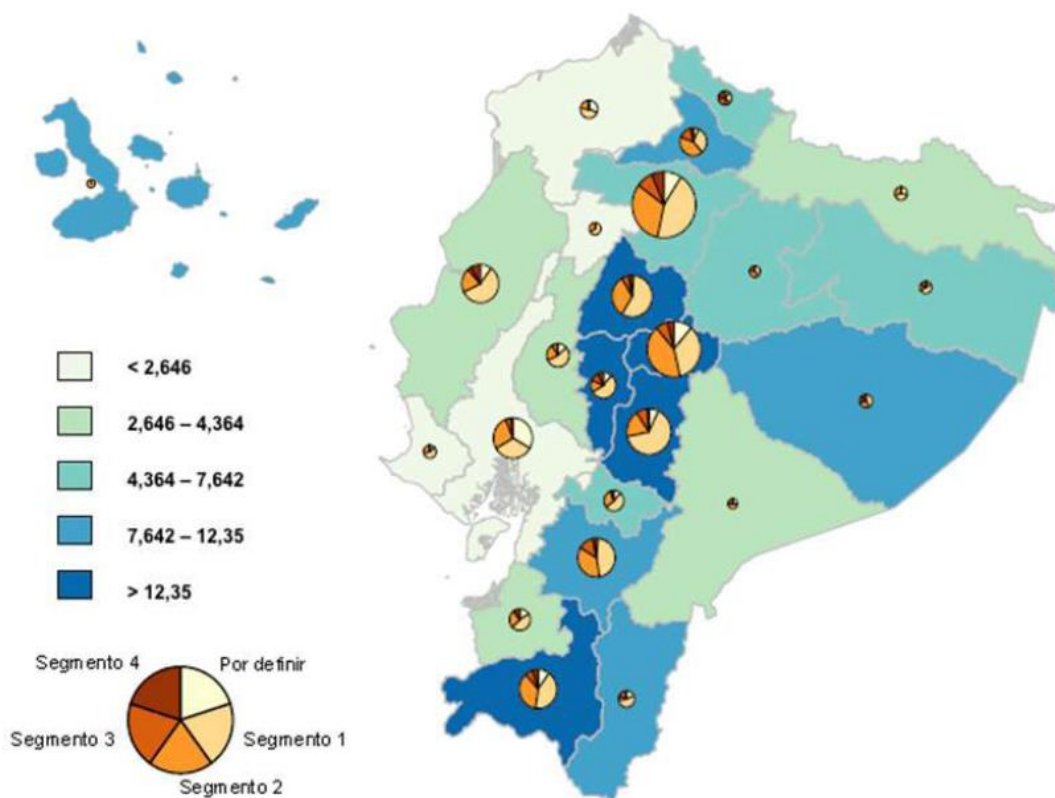 < 2,646
2,646 – 4,364
4,364 – 7,642
7,642 – 12,35
> 12,35
Segmento 4
Por definir
Segmento 3
Segmento 1
Segmento 2